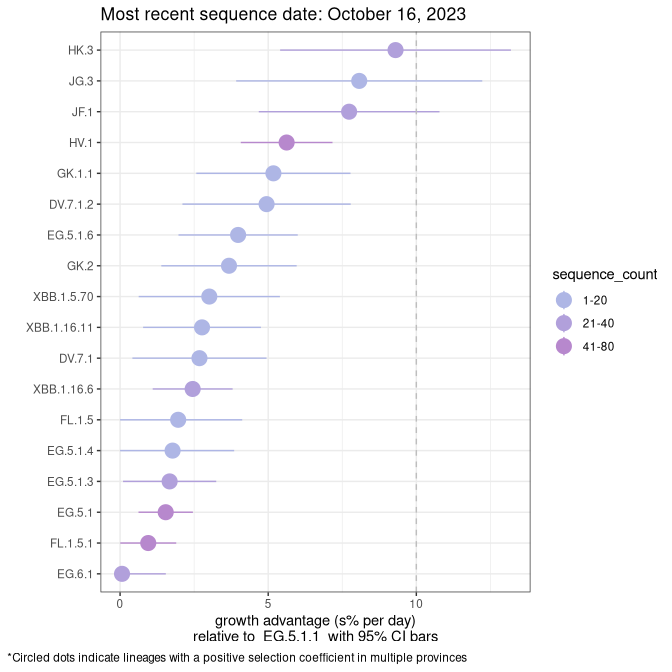 Most recent sequence date: October 16, 2023
HK.3
JG.3
JF.1
HV.1
GK.1.1
DV.7.1.2
EG.5.1.6
GK.2
XBB.1.5.70
XBB.1.16.11
DV.7.1
XBB.1.16.6
FL.1.5
EG.5.1.4
EG.5.1.3
EG.5.1
FL.1.5.1
EG.6.1
0 5 10
growth advantage (s% per day)
relative to EG.5.1.1 with 95% CI bars
sequence_count
1-20
21-40
41-80
*Circled dots indicate lineages with a positive selection coefficient in multiple provinces